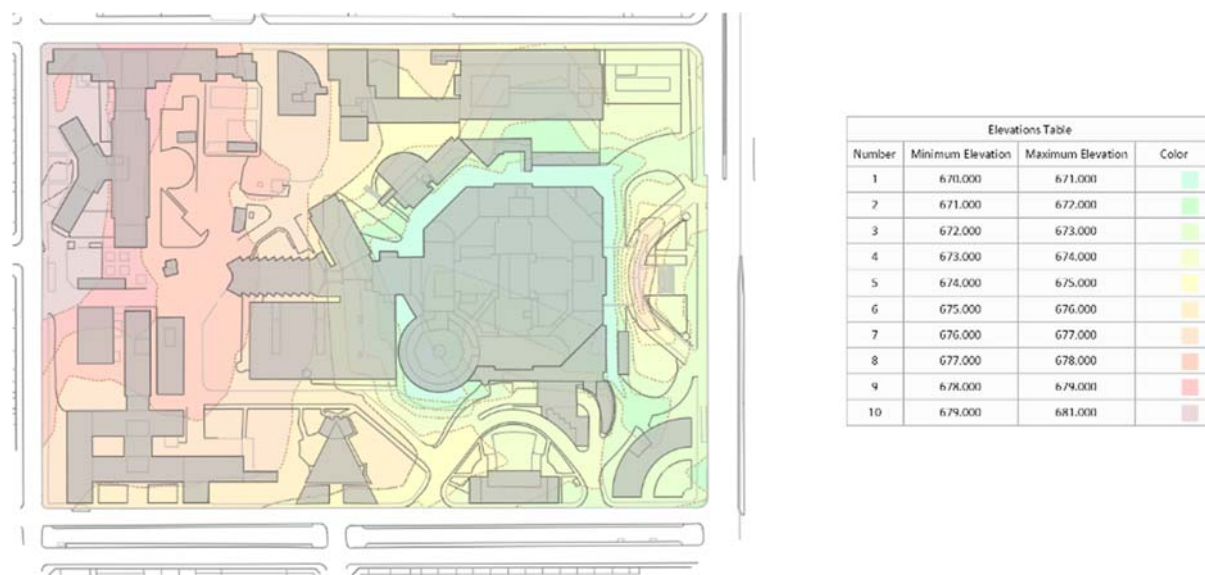 Elevations Table
Number Minimum Elevation Maximum Elevation Color
1 670.000 671.000
2 671.000 672.000
3 672.000 673.000
4 673.000 674.000
5 674.000 675.000
6 675.000 676.000
7 676.000 677.000
8 677.000 678.000
9 678.000 679.000
10 679.000 681.000